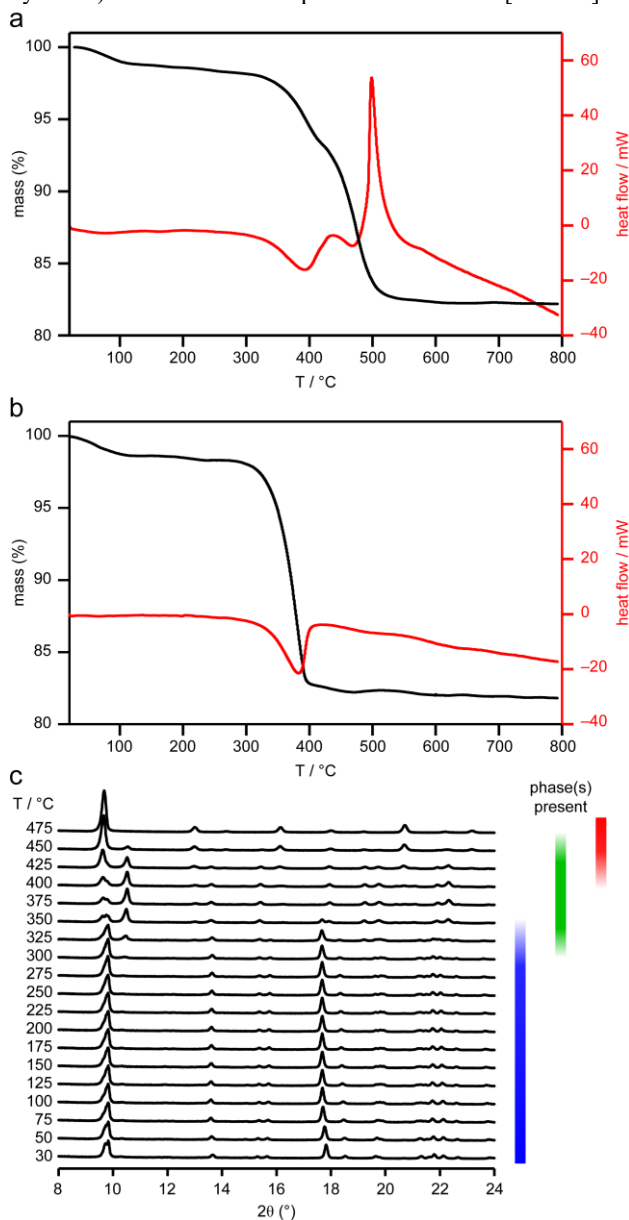 a
100
95
90
85
80
mass (%)
60
40
20
0
–20
–40
heat flow / mW
100 200 300 400 500 600 700 800
T / °C
b
100
95
90
85
80
mass (%)
60
40
20
0
–20
–40
heat flow / mW
100 200 300 400 500 600 700 800
T / °C
c
T / °C
phase(s)
present
475
450
425
400
375
350
325
300
275
250
225
200
175
150
125
100
75
50
30
8 10 12 14 16 18 20 22 24
2θ (°)